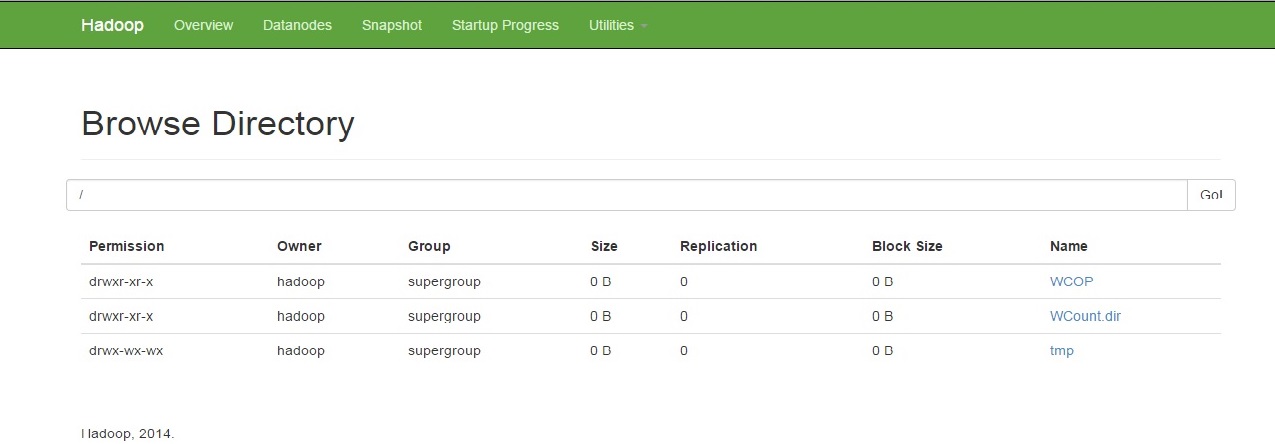 Hadoop Overview Datanodes Snapshot Startup Progress Utilities
Browse Directory
/ Go!
Permission Owner Group Size Replication Block Size Name
drwxr-xr-x hadoop supergroup 0 B 0 0 B WCOP
drwxr-xr-x hadoop supergroup 0 B 0 0 B WCount.dir
drwx-wx-wx hadoop supergroup 0 B 0 0 B tmp
Hadoop, 2014.